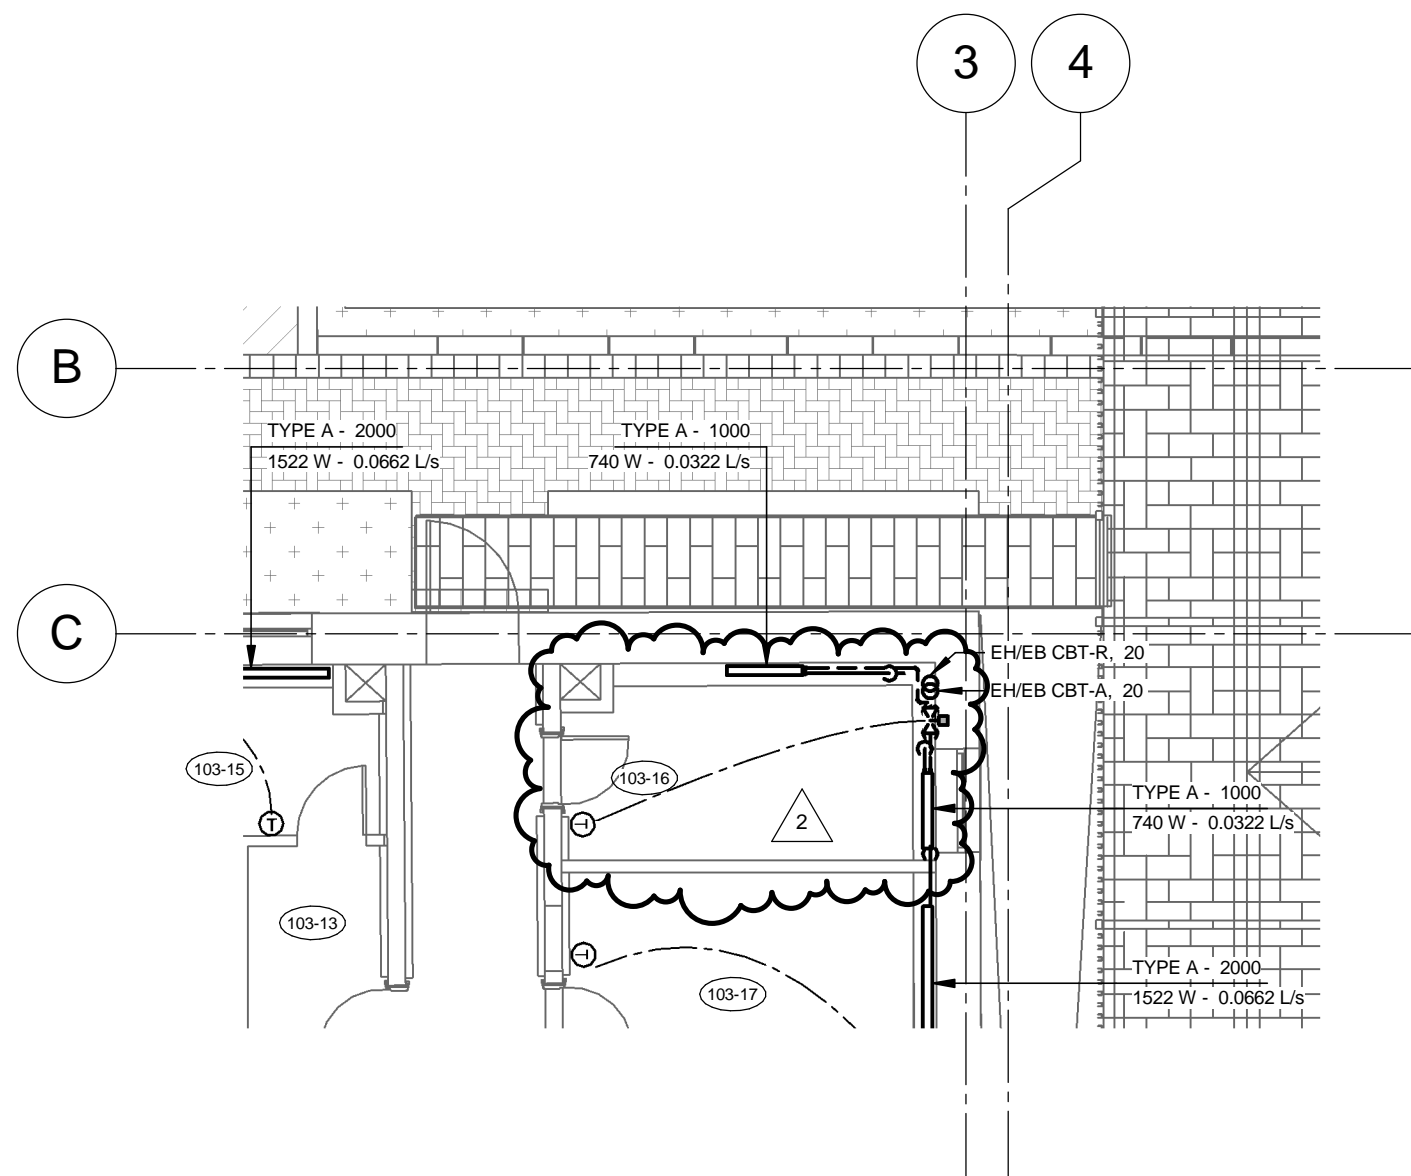 3
4
B
TYPE A - 2000
1522 W - 0.0662 L/s
TYPE A - 1000
740 W - 0.0322 L/s
C
EH/EB CBT-R, 20
EH/EB CBT-A, 20
103-15
103-16
TYPE A - 1000
740 W - 0.0322 L/s
T
T
2
103-13
T
TYPE A - 2000
1522 W - 0.0662 L/s
103-17